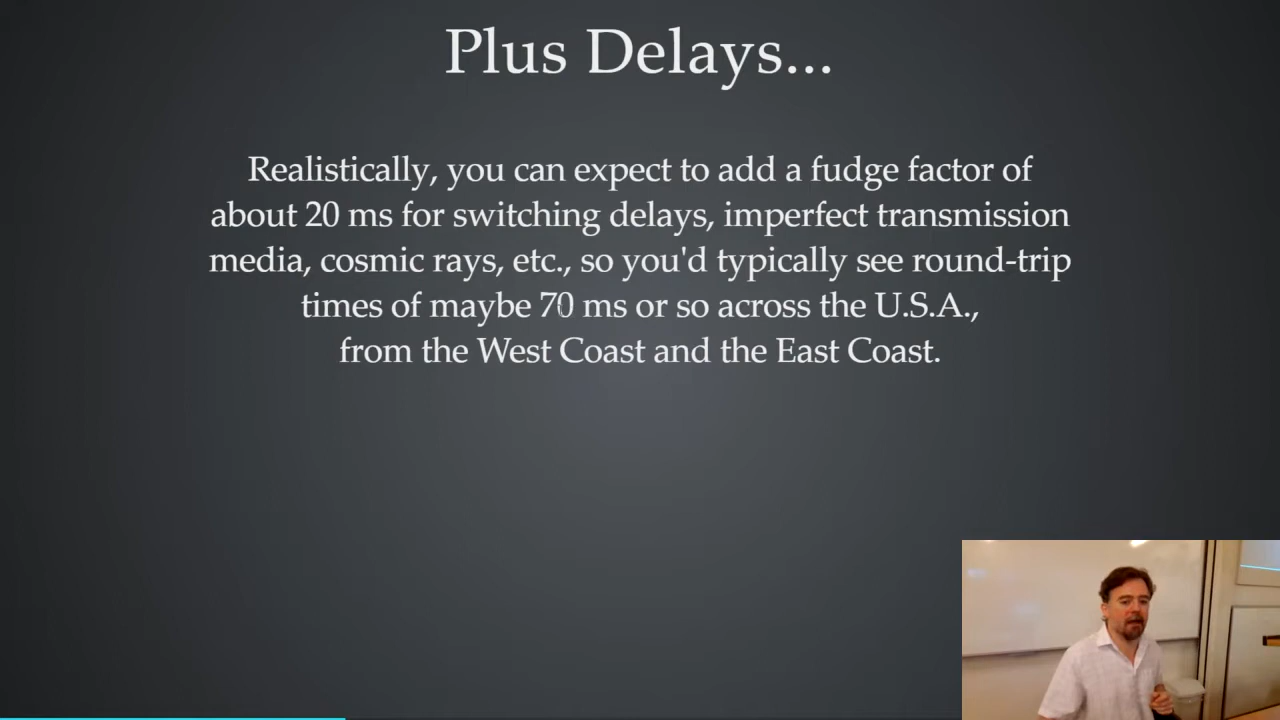 Plus Delays...
Realistically, you can expect to add a fudge factor of
about 20 ms for switching delays, imperfect transmission
media, cosmic rays, etc., so you'd typically see round-trip
times of maybe 70 ms or so across the U.S.A.,
from the West Coast and the East Coast.